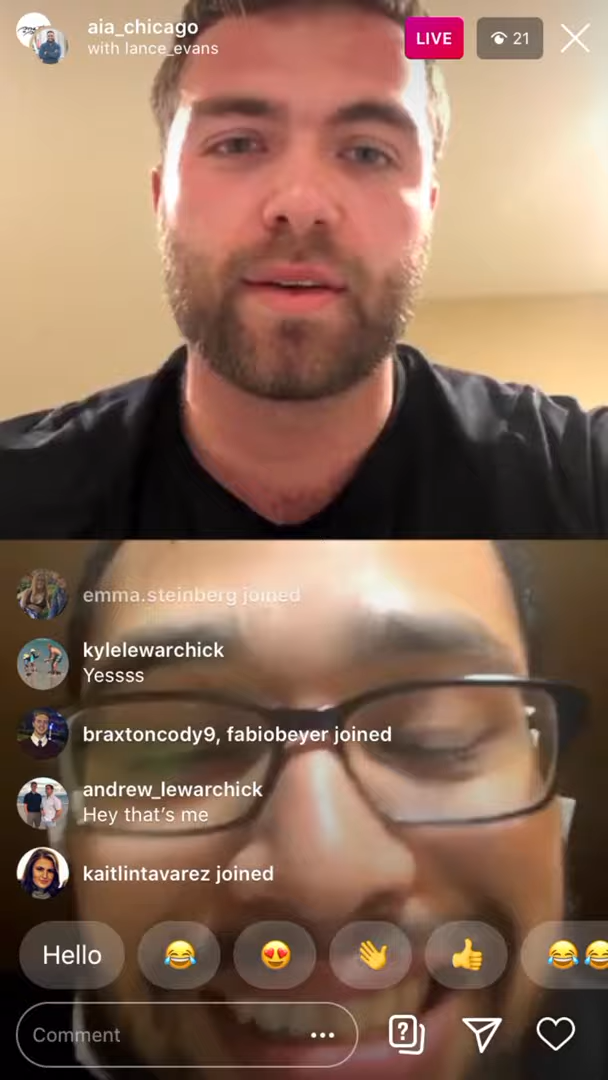 aia_chicago
with lance_evans
LIVE
21
emma.steinberg joined
kylelewarchick
Yessss
braxtoncody9, fabiobeyer joined
andrew_lewarchick
Hey that's me
kaitlintavarez joined
Hello
Comment